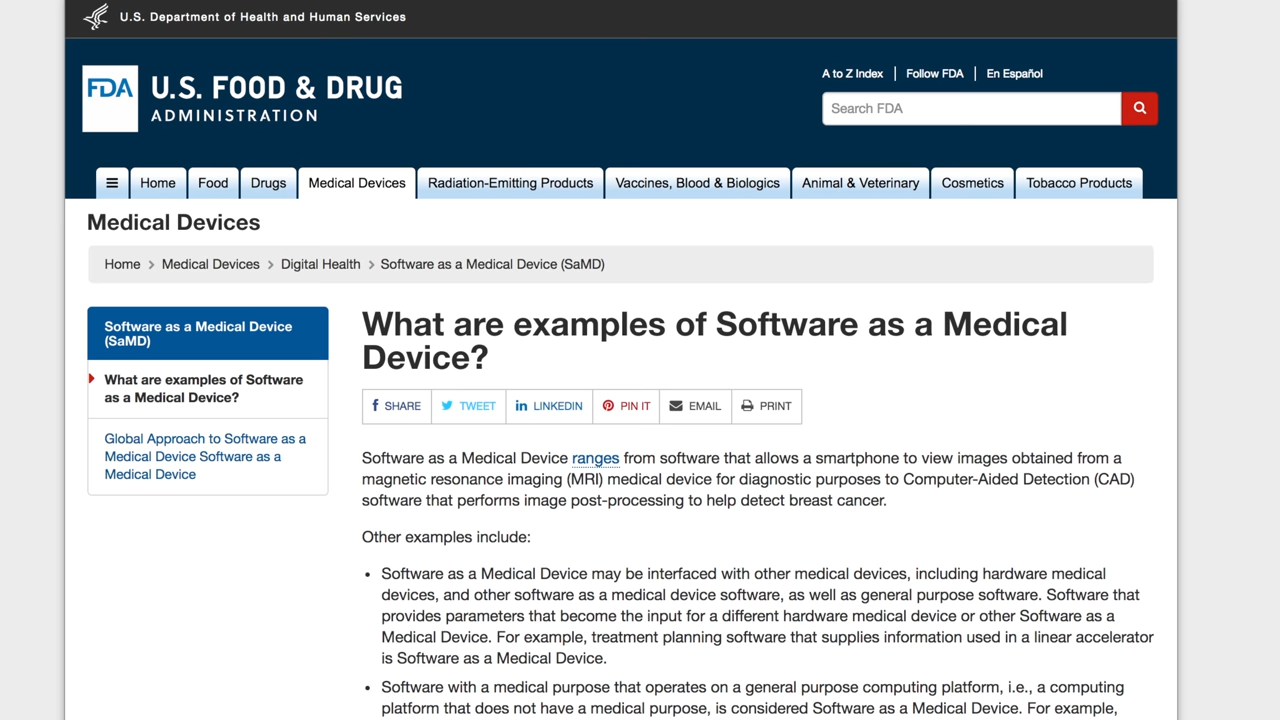 U.S. Department of Health and Human Services
FDA
U.S. FOOD & DRUG
ADMINISTRATION
A to Z Index
Follow FDA
En Español
Search FDA
Home
Food
Drugs
Medical Devices
Radiation-Emitting Products
Vaccines, Blood & Biologics
Animal & Veterinary
Cosmetics
Tobacco Products
Medical Devices
Home > Medical Devices > Digital Health > Software as a Medical Device (SaMD)
Software as a Medical Device
(SaMD)
What are examples of Software
as a Medical Device?
Global Approach to Software as a
Medical Device Software as a
Medical Device
What are examples of Software as a Medical
Device?
f SHARE
TWEET
in LINKEDIN
PIN IT
EMAIL
PRINT
Software as a Medical Device ranges from software that allows a smartphone to view images obtained from a
magnetic resonance imaging (MRI) medical device for diagnostic purposes to Computer-Aided Detection (CAD)
software that performs image post-processing to help detect breast cancer.
Other examples include:
• Software as a Medical Device may be interfaced with other medical devices, including hardware medical
devices, and other software as a medical device software, as well as general purpose software. Software that
provides parameters that become the input for a different hardware medical device or other Software as a
Medical Device. For example, treatment planning software that supplies information used in a linear accelerator
is Software as a Medical Device.
• Software with a medical purpose that operates on a general purpose computing platform, i.e., a computing
platform that does not have a medical purpose, is considered Software as a Medical Device. For example,